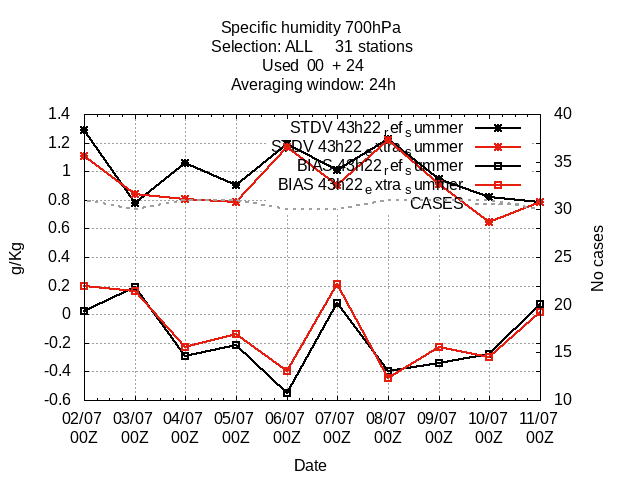 Specific humidity 700hPa
Selection: ALL 31 stations
Used 00 + 24
Averaging window: 24h
1.4
1.2
1
0.8
0.6
0.4
0.2
0
-0.2
-0.4
-0.6
g/Kg
40
35
30
25
20
15
10
No cases
STDV 43h22refsummer
STDV 43h22extrasummer
BIAS 43h22refsummer
BIAS 43h22extrasummer
CASES
02/07 03/07 04/07 05/07 06/07 07/07 08/07 09/07 10/07 11/07
00Z 00Z 00Z 00Z 00Z 00Z 00Z 00Z 00Z 00Z
Date